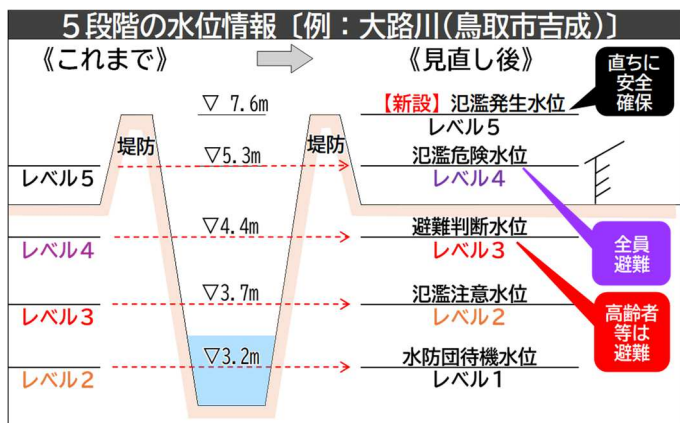 5段階の水位情報〔例：大路川(鳥取市吉成)〕
《これまで》
《見直し後》
直ちに
安全
確保
▽ 7.6m
【新設】氾濫発生水位
レベル5
堤防
堤防
▽5.3m
氾濫危険水位
レベル5
レベル4
全員
避難
▽4.4m
避難判断水位
レベル4
レベル3
高齢者
等は
避難
▽3.7m
氾濫注意水位
レベル3
レベル2
▽3.2m
水防団待機水位
レベル2
レベル1